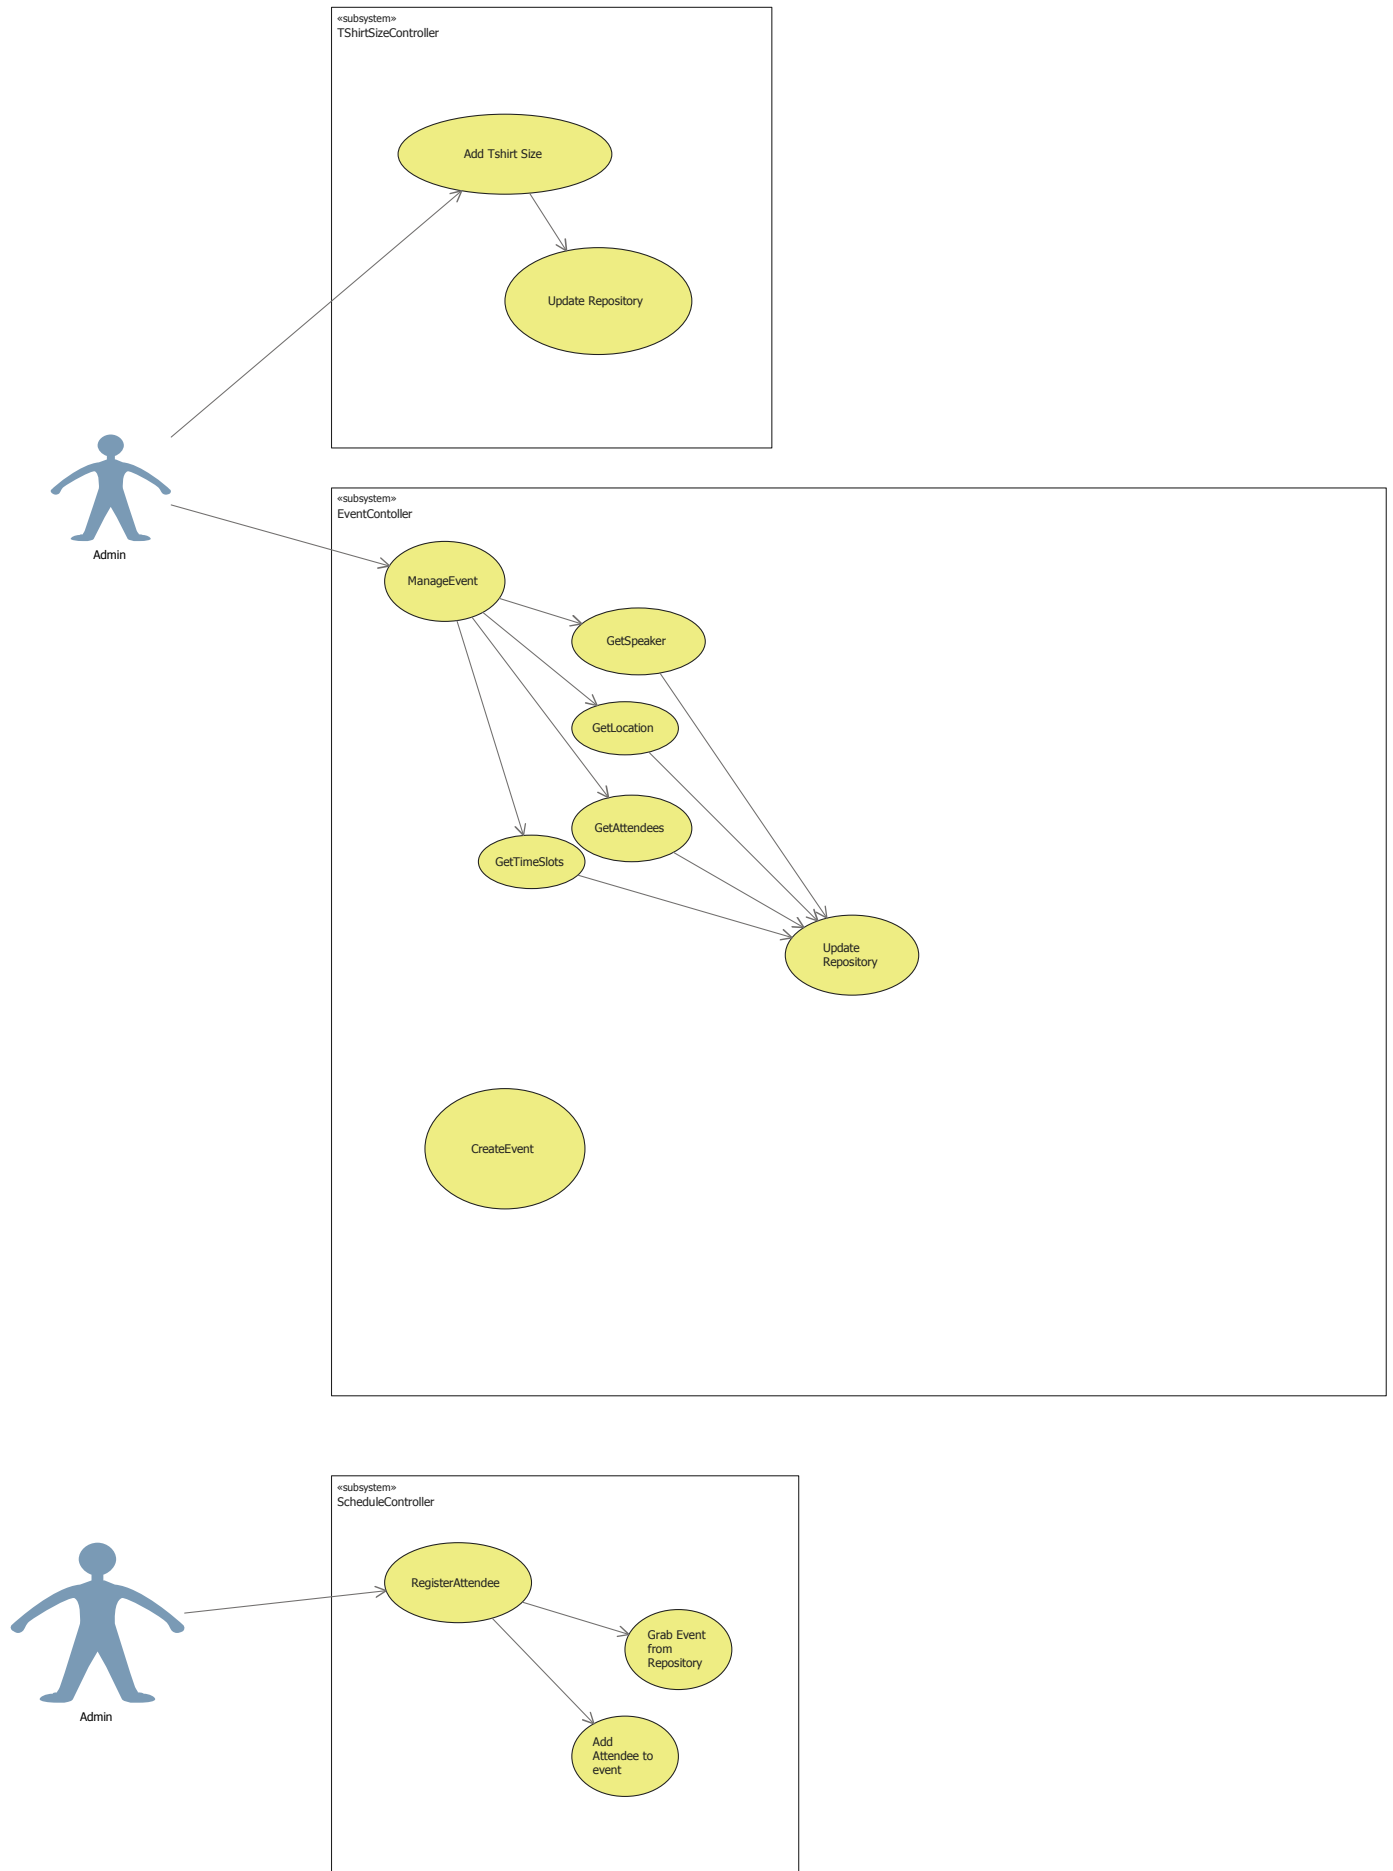 «subsystem»
TShirtSizeController
Add Tshirt Size
Update Repository
Admin
«subsystem»
EventContoller
ManageEvent
GetSpeaker
GetLocation
GetAttendees
GetTimeSlots
Update
Repository
CreateEvent
«subsystem»
ScheduleController
RegisterAttendee
Grab Event
from
Repository
Admin
Add
Attendee to
event